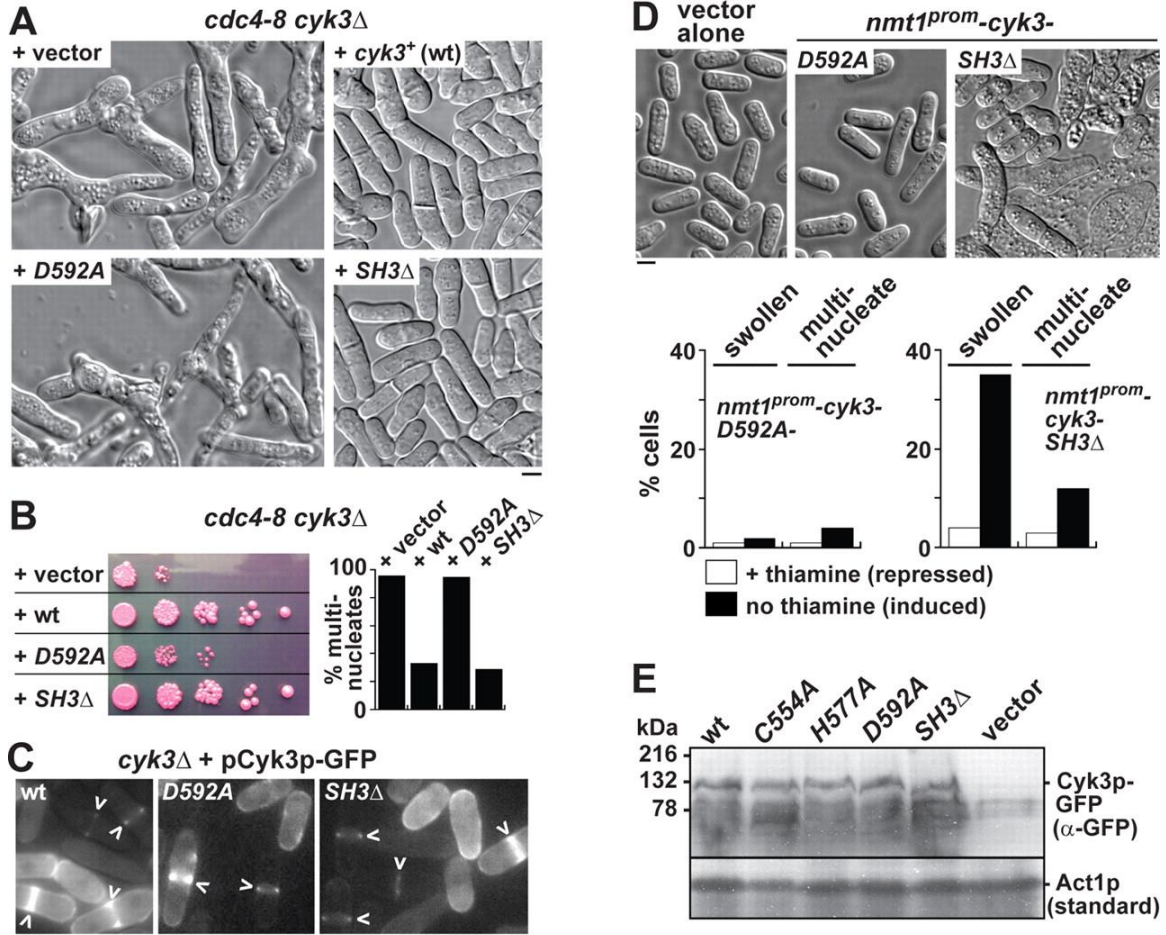 A
cdc4-8 cyk3Δ
+ vector
+ cyk3+ (wt)
+ D592A
+ SH3Δ
B
cdc4-8 cyk3Δ
+ vector
+ wt
+ D592A
+ SH3Δ
+ vector
+ wt
+ D592A
+ SH3Δ
100
0
% multi-
nucleates
C
cyk3Δ + pCyk3p-GFP
wt
D592A
SH3Δ
D
vector
alone
nmt1prom-cyk3-
D592A
SH3Δ
swollen
multi-
nucleate
swollen
multi-
nucleate
40
20
0
% cells
nmt1prom-cyk3-
D592A-
40
20
0
nmt1prom-
cyk3-
SH3Δ
+ thiamine (repressed)
no thiamine (induced)
E
kDa
wt
C554A
H577A
D592A
SH3Δ
vector
216
132
78
Cyk3p-
GFP
(α-GFP)
Act1p
(standard)